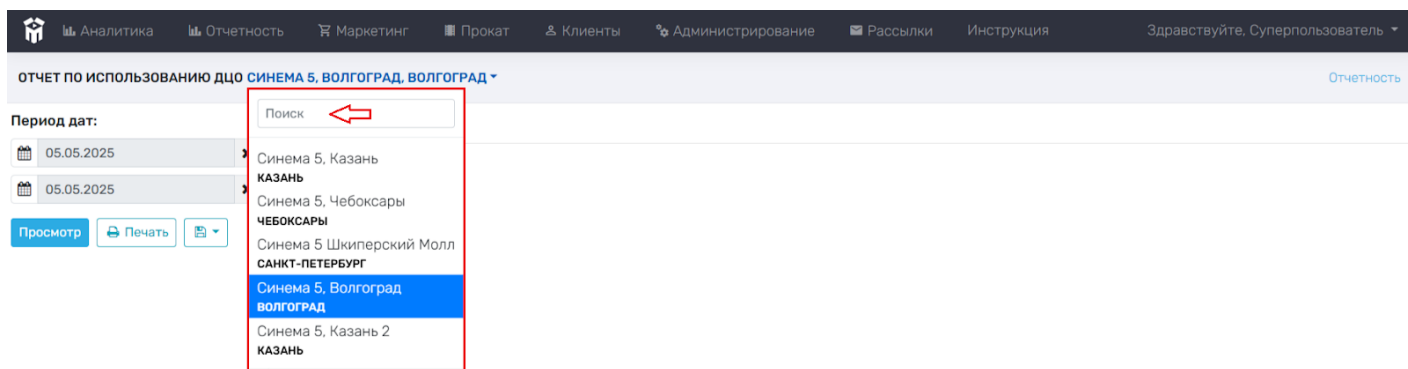 Аналитика Отчетность Маркетинг Прокат Клиенты Администрирование Рассылки Инструкция Здравствуйте, Суперпользователь
ОТЧЕТ ПО ИСПОЛЬЗОВАНИЮ ДЦО СИНЕМА 5, ВОЛГОГРАД, ВОЛГОГРАД Отчетность
Поиск
Период дат:
05.05.2025
05.05.2025
Просмотр Печать
Синема 5, Казань
КАЗАНЬ
Синема 5, Чебоксары
ЧЕБОКСАРЫ
Синема 5 Шкиперский Молл
САНКТ-ПЕТЕРБУРГ
Синема 5, Волгоград
ВОЛГОГРАД
Синема 5, Казань 2
КАЗАНЬ